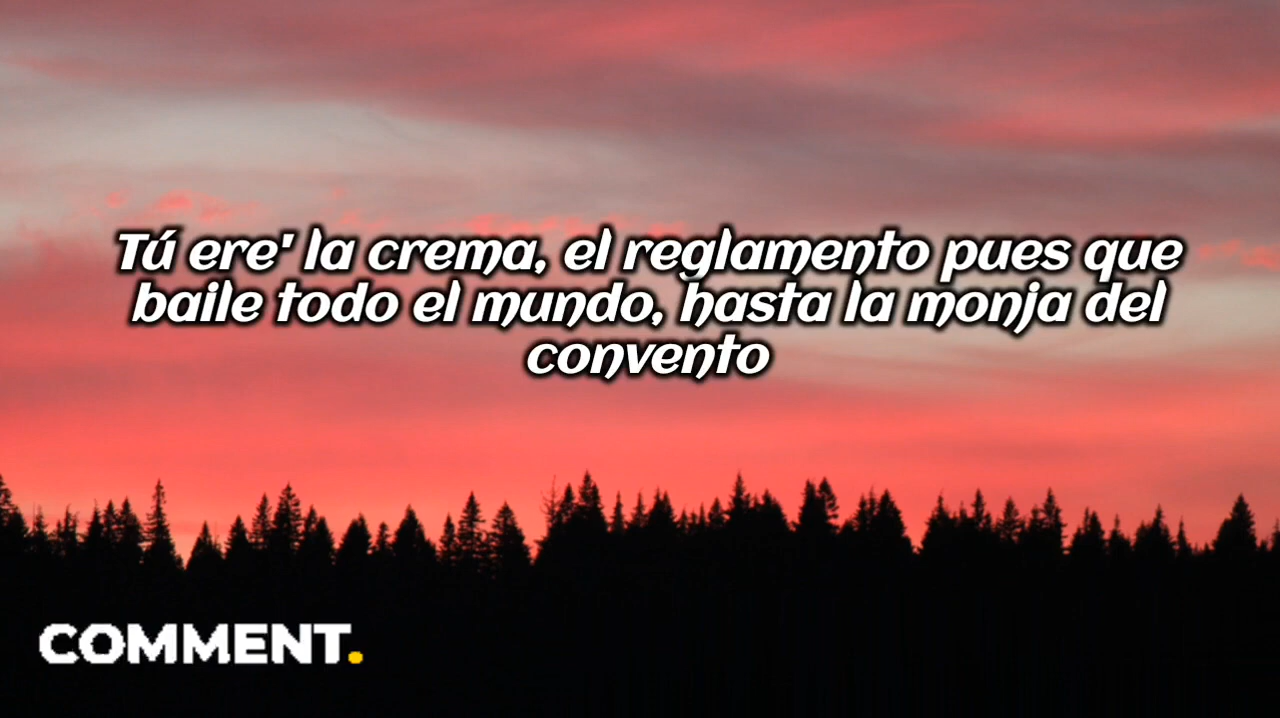 Tú ere' la crema, el reglamento pues que
baile todo el mundo, hasta la monja del
convento
COMMENT.